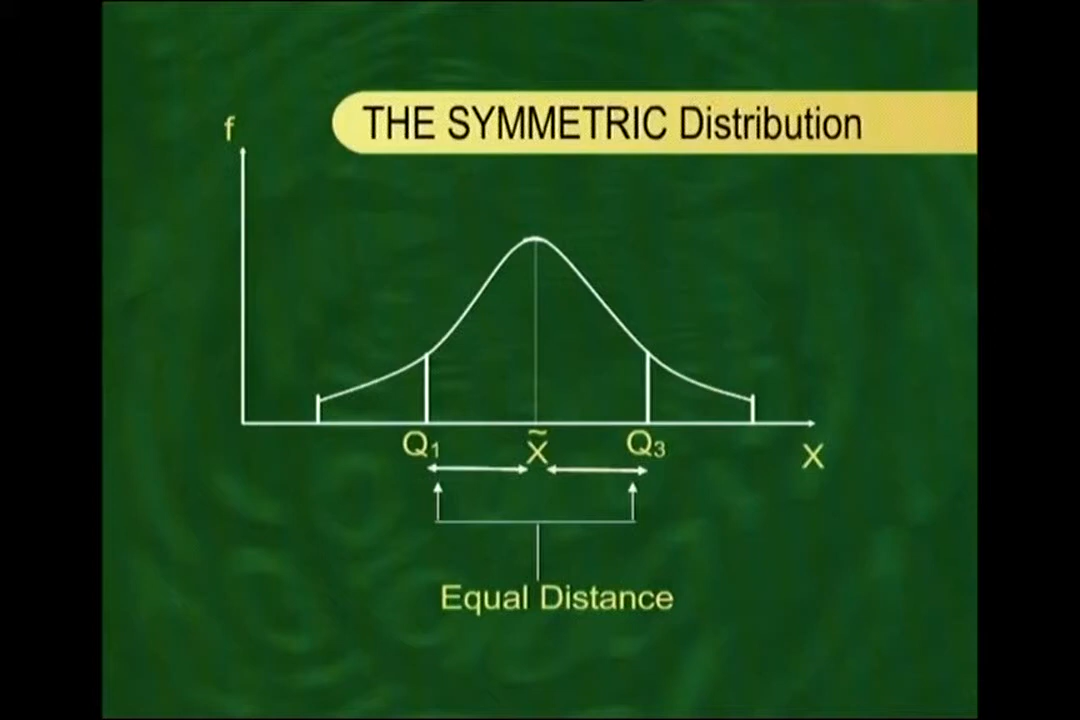 THE SYMMETRIC Distribution
f
Q₁ X̃ Q₃
X
Equal Distance